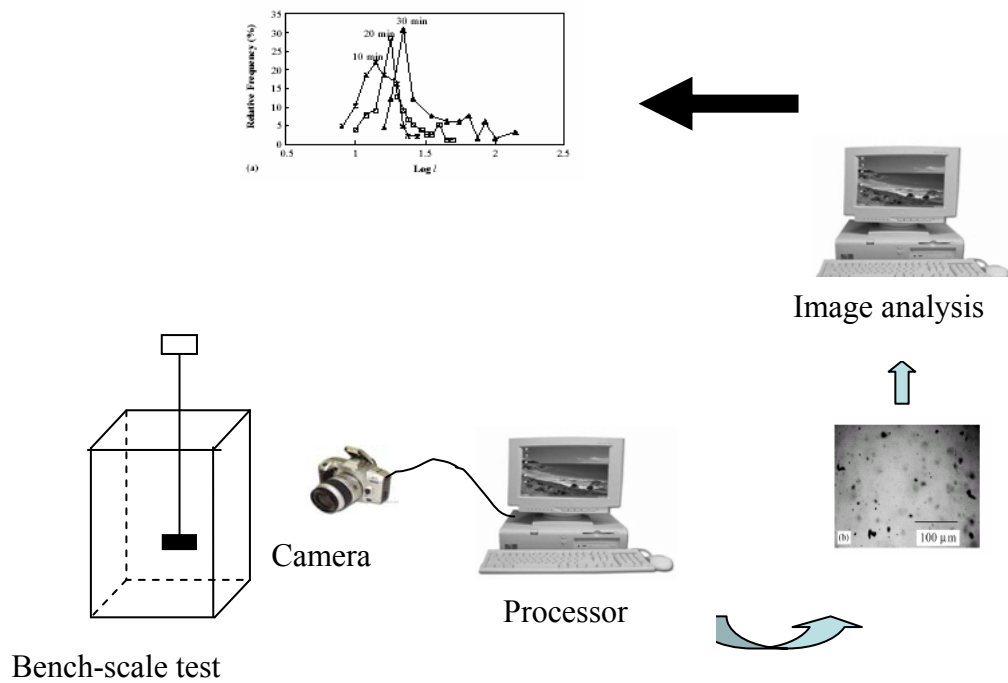 35
30
25
20
15
10
5
0
Relative Frequency (%)
30 min
20 min
10 min
0.5 1 1.5 2 2.5
(a) Log l
Image analysis
(b) 100 µm
Camera
Processor
Bench-scale test